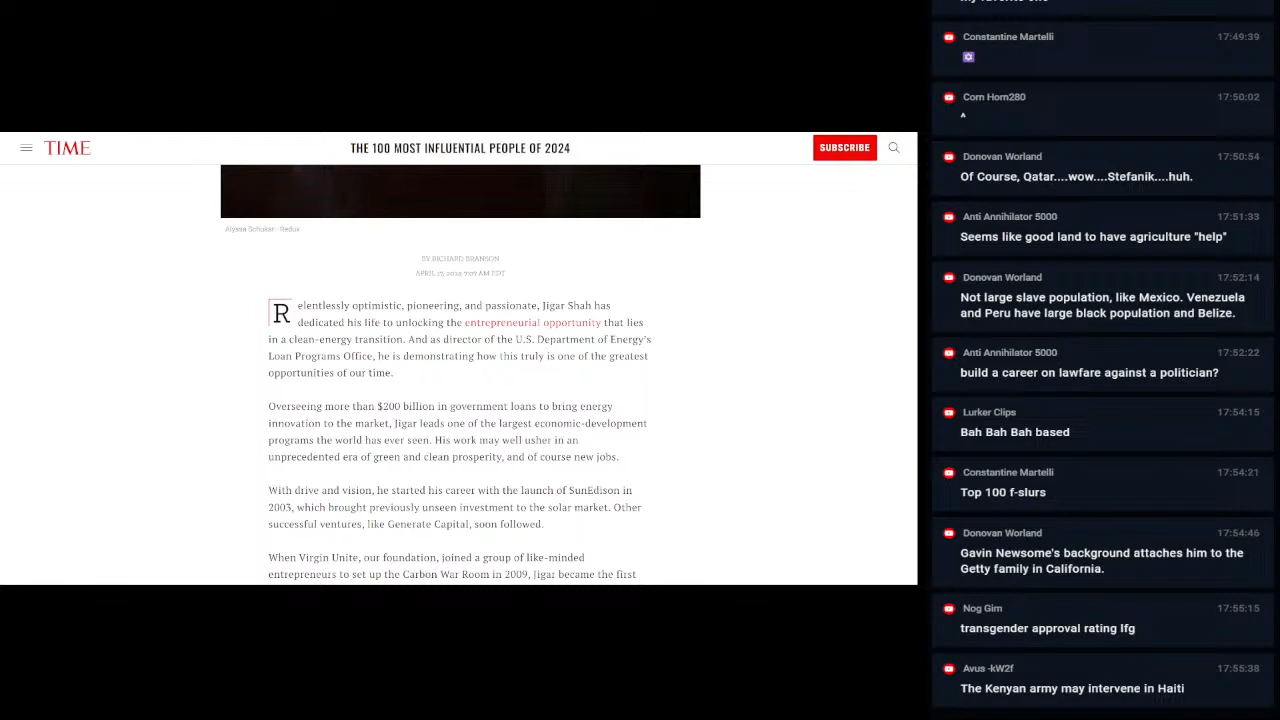 TIME
THE 100 MOST INFLUENTIAL PEOPLE OF 2024
SUBSCRIBE
Alyssa Schukar—Redux
BY RICHARD BRANSON
APRIL 17, 2024 7:07 AM EDT
Relentlessly optimistic, pioneering, and passionate, Jigar Shah has
dedicated his life to unlocking the entrepreneurial opportunity that lies
in a clean-energy transition. And as director of the U.S. Department of Energy's
Loan Programs Office, he is demonstrating how this truly is one of the greatest
opportunities of our time.
Overseeing more than $200 billion in government loans to bring energy
innovation to the market, Jigar leads one of the largest economic-development
programs the world has ever seen. His work may well usher in an
unprecedented era of green and clean prosperity, and of course new jobs.
With drive and vision, he started his career with the launch of SunEdison in
2003, which brought previously unseen investment to the solar market. Other
successful ventures, like Generate Capital, soon followed.
When Virgin Unite, our foundation, joined a group of like-minded
entrepreneurs to set up the Carbon War Room in 2009, Jigar became the first
Constantine Martelli 17:49:39
Corn Horn280 17:50:02
^
Donovan Worland 17:50:54
Of Course, Qatar....wow....Stefanik....huh.
Anti Annihilator 5000 17:51:33
Seems like good land to have agriculture "help"
Donovan Worland 17:52:14
Not large slave population, like Mexico. Venezuela
and Peru have large black population and Belize.
Anti Annihilator 5000 17:52:22
build a career on lawfare against a politician?
Lurker Clips 17:54:15
Bah Bah Bah based
Constantine Martelli 17:54:21
Top 100 f-slurs
Donovan Worland 17:54:46
Gavin Newsome's background attaches him to the
Getty family in California.
Nog Gim 17:55:15
transgender approval rating lfg
Avus -kW2f 17:55:38
The Kenyan army may intervene in Haiti